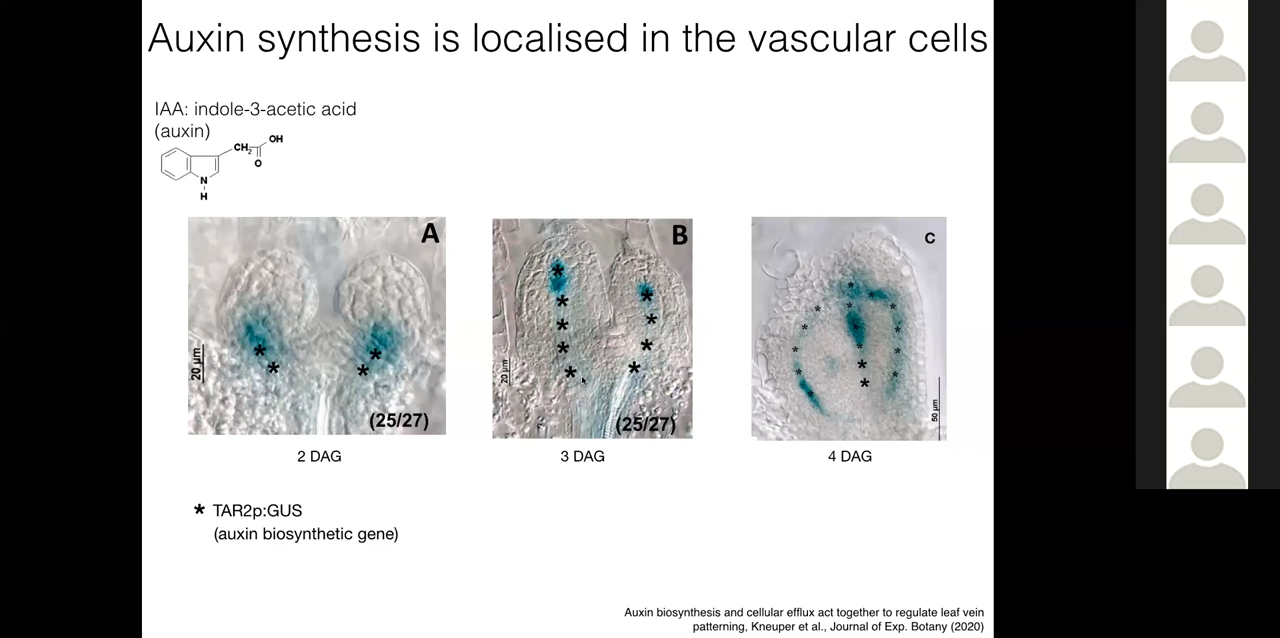 Auxin synthesis is localised in the vascular cells
IAA: indole-3-acetic acid
(auxin)
OH
CH₂
O
N
H
A
20 µm
(25/27)
2 DAG
B
20 µm
(25/27)
3 DAG
C
50 µm
4 DAG
* TAR2p:GUS
(auxin biosynthetic gene)
Auxin biosynthesis and cellular efflux act together to regulate leaf vein
patterning, Kneuper et al., Journal of Exp. Botany (2020)